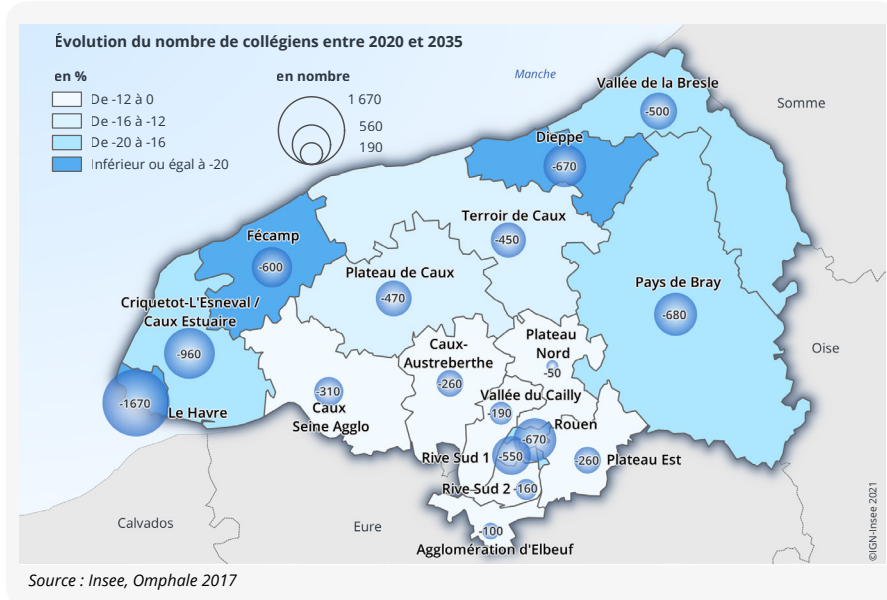 Évolution du nombre de collégiens entre 2020 et 2035
en %
De -12 à 0
De -16 à -12
De -20 à -16
Inférieur ou égal à -20
en nombre
1 670
560
190
Manche
Vallée de la Bresle
-500
Somme
Dieppe
-670
Terroir de Caux
-450
Fécamp
-600
Plateau de Caux
-470
Pays de Bray
-680
Criquetot-L'Esneval /
Caux Estuaire
-960
Oise
Plateau
Nord
-50
Caux-
Austreberthe
-260
-1670
Le Havre
-310
Caux
Seine Agglo
Vallée du Cailly
-190
Rouen
-670
Rive Sud 1
-550
-260
Plateau Est
Rive Sud 2
-160
-100
Agglomération d'Elbeuf
Calvados
Eure
©IGN-Insee 2021
Source : Insee, Omphale 2017